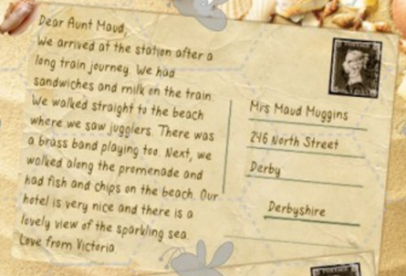 Dear Aunt Maud,
We arrived at the station after a
long train journey. We had
sandwiches and milk on the train.
We walked straight to the beach
where we saw jugglers. There was
a brass band playing too. Next, we
walked along the promenade and
had fish and chips on the beach. Our
hotel is very nice and there is a
lovely view of the sparkling sea.
Love from Victoria
Mrs Maud Muggins
246 North Street
Derby
Derbyshire